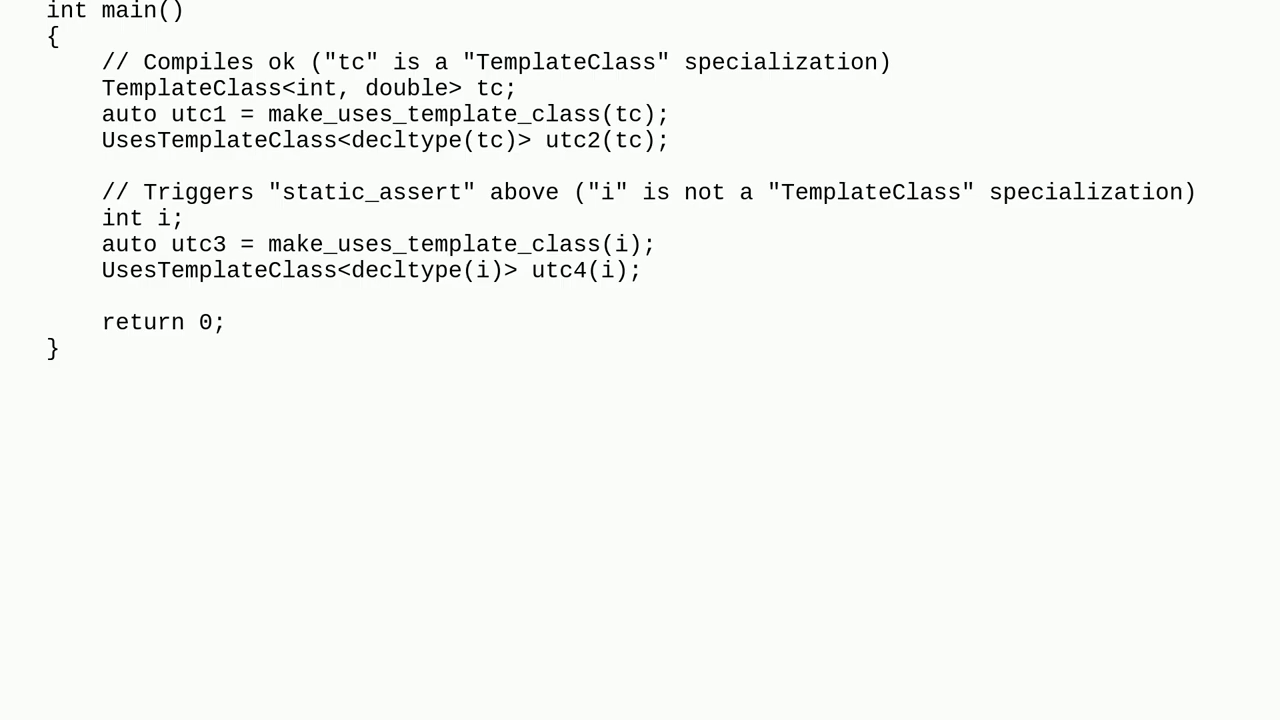 int main()
{
    // Compiles ok ("tc" is a "TemplateClass" specialization)
    TemplateClass<int, double> tc;
    auto utc1 = make_uses_template_class(tc);
    UsesTemplateClass<decltype(tc)> utc2(tc);

    // Triggers "static_assert" above ("i" is not a "TemplateClass" specialization)
    int i;
    auto utc3 = make_uses_template_class(i);
    UsesTemplateClass<decltype(i)> utc4(i);

    return 0;
}